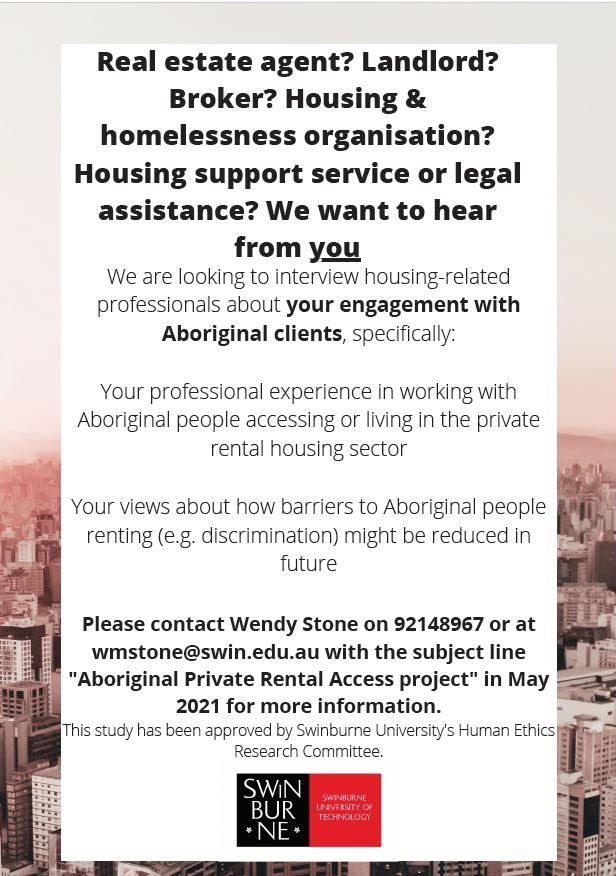 Real estate agent? Landlord?
Broker? Housing &
homelessness organisation?
Housing support service or legal
assistance? We want to hear
from you
We are looking to interview housing-related
professionals about your engagement with
Aboriginal clients, specifically:
Your professional experience in working with
Aboriginal people accessing or living in the private
rental housing sector
Your views about how barriers to Aboriginal people
renting (e.g. discrimination) might be reduced in
future
Please contact Wendy Stone on 92148967 or at
wmstone@swin.edu.au with the subject line
"Aboriginal Private Rental Access project" in May
2021 for more information.
This study has been approved by Swinburne University's Human Ethics
Research Committee.
SWIN
BUR
* NE *
SWINBURNE
UNIVERSITY OF
TECHNOLOGY